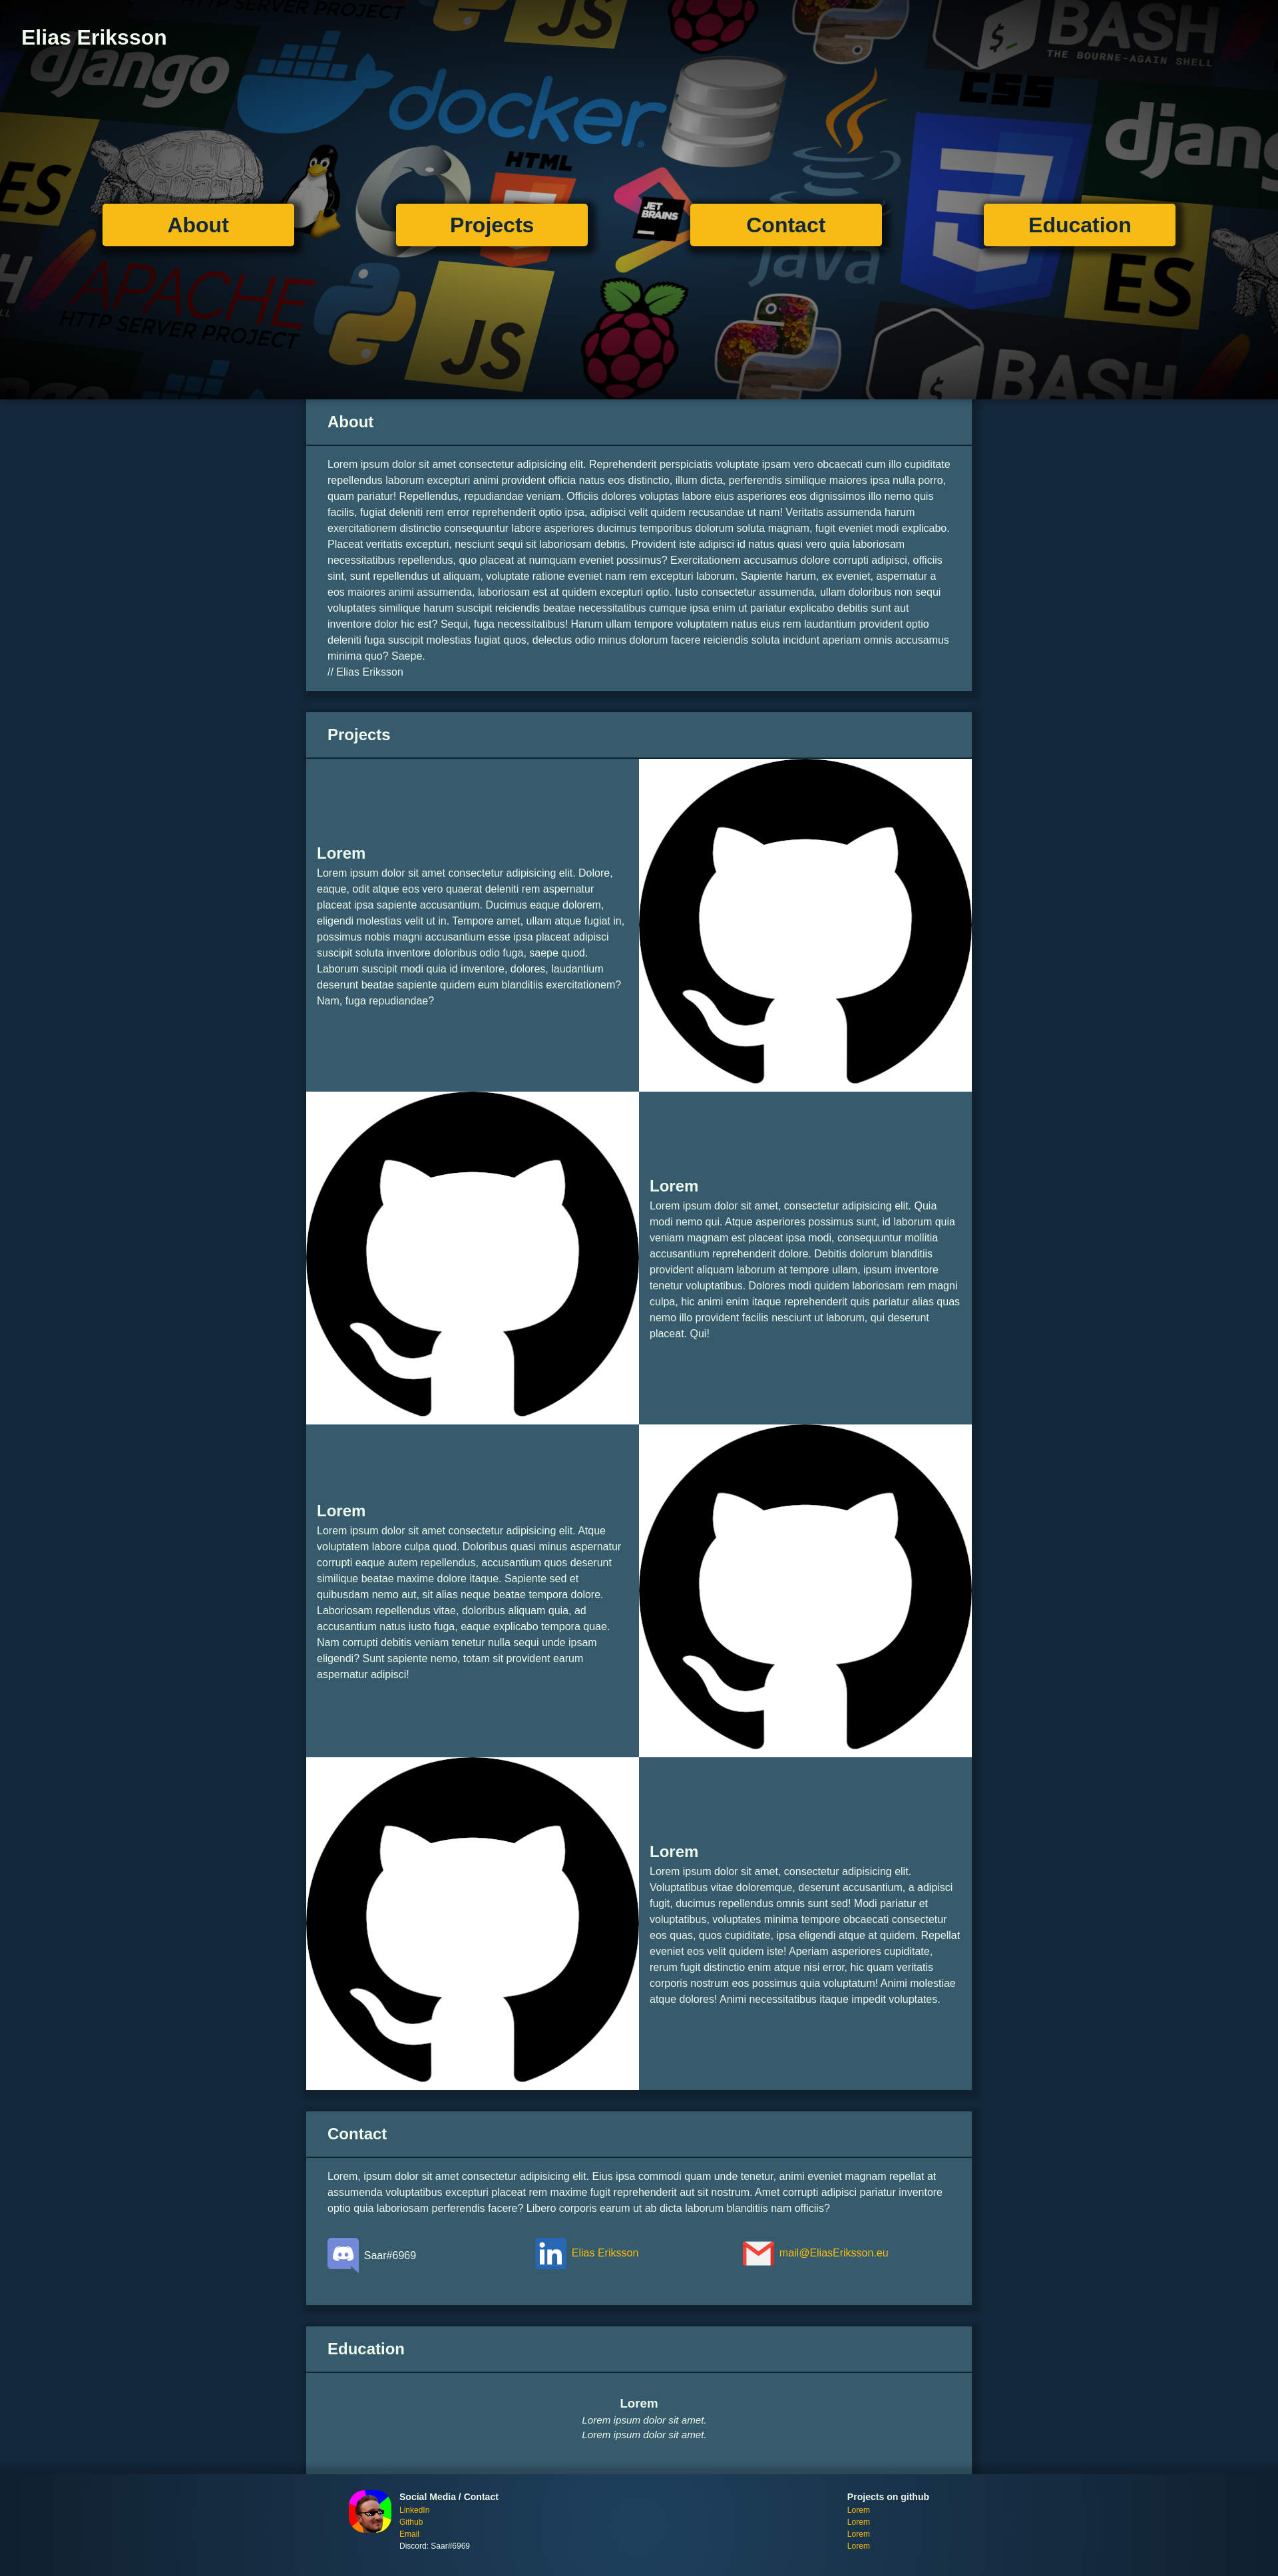 HTTP SERVER PROJECT
JS
BASH
THE BOURNE-AGAIN SHELL
Elias Eriksson
django
docker
CSS
django
ES
HTML
JET
BRAINS
About
Projects
Contact
Education
Java
ES
APACHE
HTTP SERVER PROJECT
JS
BASH
About
Lorem ipsum dolor sit amet consectetur adipisicing elit. Reprehenderit perspiciatis voluptate ipsam vero obcaecati cum illo cupiditate
repellendus laborum excepturi animi provident officia natus eos distinctio, illum dicta, perferendis similique maiores ipsa nulla porro,
quam pariatur! Repellendus, repudiandae veniam. Officiis dolores voluptas labore eius asperiores eos dignissimos illo nemo quis
facilis, fugiat deleniti rem error reprehenderit optio ipsa, adipisci velit quidem recusandae ut nam! Veritatis assumenda harum
exercitationem distinctio consequuntur labore asperiores ducimus temporibus dolorum soluta magnam, fugit eveniet modi explicabo.
Placeat veritatis excepturi, nesciunt sequi sit laboriosam debitis. Provident iste adipisci id natus quasi vero quia laboriosam
necessitatibus repellendus, quo placeat at numquam eveniet possimus? Exercitationem accusamus dolore corrupti adipisci, officiis
sint, sunt repellendus ut aliquam, voluptate ratione eveniet nam rem excepturi laborum. Sapiente harum, ex eveniet, aspernatur a
eos maiores animi assumenda, laboriosam est at quidem excepturi optio. Iusto consectetur assumenda, ullam doloribus non sequi
voluptates similique harum suscipit reiciendis beatae necessitatibus cumque ipsa enim ut pariatur explicabo debitis sunt aut
inventore dolor hic est? Sequi, fuga necessitatibus! Harum ullam tempore voluptatem natus eius rem laudantium provident optio
deleniti fuga suscipit molestias fugiat quos, delectus odio minus dolorum facere reiciendis soluta incidunt aperiam omnis accusamus
minima quo? Saepe.
// Elias Eriksson
Projects
Lorem
Lorem ipsum dolor sit amet consectetur adipisicing elit. Dolore,
eaque, odit atque eos vero quaerat deleniti rem aspernatur
placeat ipsa sapiente accusantium. Ducimus eaque dolorem,
eligendi molestias velit ut in. Tempore amet, ullam atque fugiat in,
possimus nobis magni accusantium esse ipsa placeat adipisci
suscipit soluta inventore doloribus odio fuga, saepe quod.
Laborum suscipit modi quia id inventore, dolores, laudantium
deserunt beatae sapiente quidem eum blanditiis exercitationem?
Nam, fuga repudiandae?
Lorem
Lorem ipsum dolor sit amet, consectetur adipisicing elit. Quia
modi nemo qui. Atque asperiores possimus sunt, id laborum quia
veniam magnam est placeat ipsa modi, consequuntur mollitia
accusantium reprehenderit dolore. Debitis dolorum blanditiis
provident aliquam laborum at tempore ullam, ipsum inventore
tenetur voluptatibus. Dolores modi quidem laboriosam rem magni
culpa, hic animi enim itaque reprehenderit quis pariatur alias quas
nemo illo provident facilis nesciunt ut laborum, qui deserunt
placeat. Qui!
Lorem
Lorem ipsum dolor sit amet consectetur adipisicing elit. Atque
voluptatem labore culpa quod. Doloribus quasi minus aspernatur
corrupti eaque autem repellendus, accusantium quos deserunt
similique beatae maxime dolore itaque. Sapiente sed et
quibusdam nemo aut, sit alias neque beatae tempora dolore.
Laboriosam repellendus vitae, doloribus aliquam quia, ad
accusantium natus iusto fuga, eaque explicabo tempora quae.
Nam corrupti debitis veniam tenetur nulla sequi unde ipsam
eligendi? Sunt sapiente nemo, totam sit provident earum
aspernatur adipisci!
Lorem
Lorem ipsum dolor sit amet, consectetur adipisicing elit.
Voluptatibus vitae doloremque, deserunt accusantium, a adipisci
fugit, ducimus repellendus omnis sunt sed! Modi pariatur et
voluptatibus, voluptates minima tempore obcaecati consectetur
eos quas, quos cupiditate, ipsa eligendi atque at quidem. Repellat
eveniet eos velit quidem iste! Aperiam asperiores cupiditate,
rerum fugit distinctio enim atque nisi error, hic quam veritatis
corporis nostrum eos possimus quia voluptatum! Animi molestiae
atque dolores! Animi necessitatibus itaque impedit voluptates.
Contact
Lorem, ipsum dolor sit amet consectetur adipisicing elit. Eius ipsa commodi quam unde tenetur, animi eveniet magnam repellat at
assumenda voluptatibus excepturi placeat rem maxime fugit reprehenderit aut sit nostrum. Amet corrupti adipisci pariatur inventore
optio quia laboriosam perferendis facere? Libero corporis earum ut ab dicta laborum blanditiis nam officiis?
Saar#6969
in
Elias Eriksson
mail@EliasEriksson.eu
Education
Lorem
Lorem ipsum dolor sit amet.
Lorem ipsum dolor sit amet.
Social Media / Contact
LinkedIn
Github
Email
Discord: Saar#6969
Projects on github
Lorem
Lorem
Lorem
Lorem